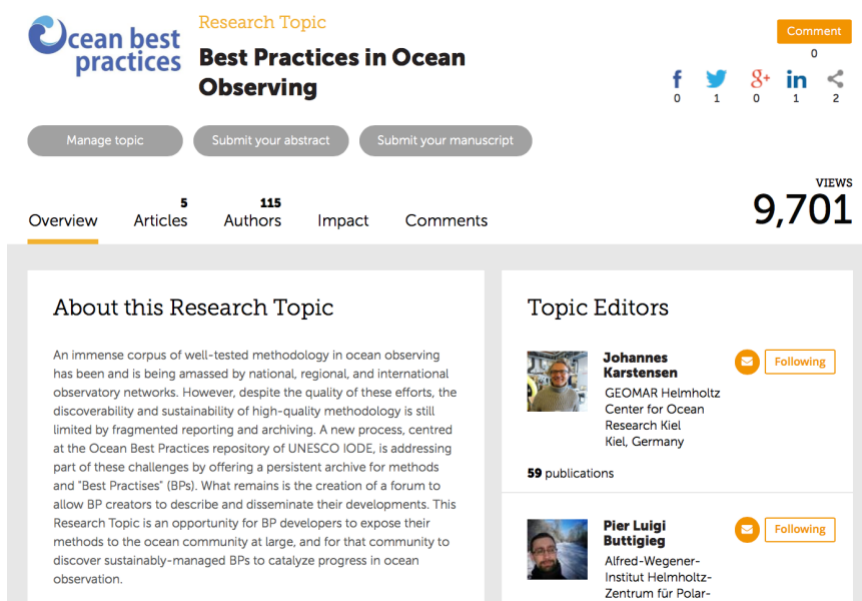 Ocean best
practices
Research Topic
Best Practices in Ocean
Observing
Comment
0
f
0
1
g+
0
in
1
2
Manage topic
Submit your abstract
Submit your manuscript
VIEWS
9,701
Overview
5
Articles
115
Authors
Impact
Comments
About this Research Topic
An immense corpus of well-tested methodology in ocean observing
has been and is being amassed by national, regional, and international
observatory networks. However, despite the quality of these efforts, the
discoverability and sustainability of high-quality methodology is still
limited by fragmented reporting and archiving. A new process, centred
at the Ocean Best Practices repository of UNESCO IODE, is addressing
part of these challenges by offering a persistent archive for methods
and "Best Practises" (BPs). What remains is the creation of a forum to
allow BP creators to describe and disseminate their developments. This
Research Topic is an opportunity for BP developers to expose their
methods to the ocean community at large, and for that community to
discover sustainably-managed BPs to catalyze progress in ocean
observation.
Topic Editors
Johannes
Karstensen
Following
GEOMAR Helmholtz
Center for Ocean
Research Kiel
Kiel, Germany
59 publications
Pier Luigi
Buttigieg
Following
Alfred-Wegener-
Institut Helmholtz-
Zentrum für Polar-